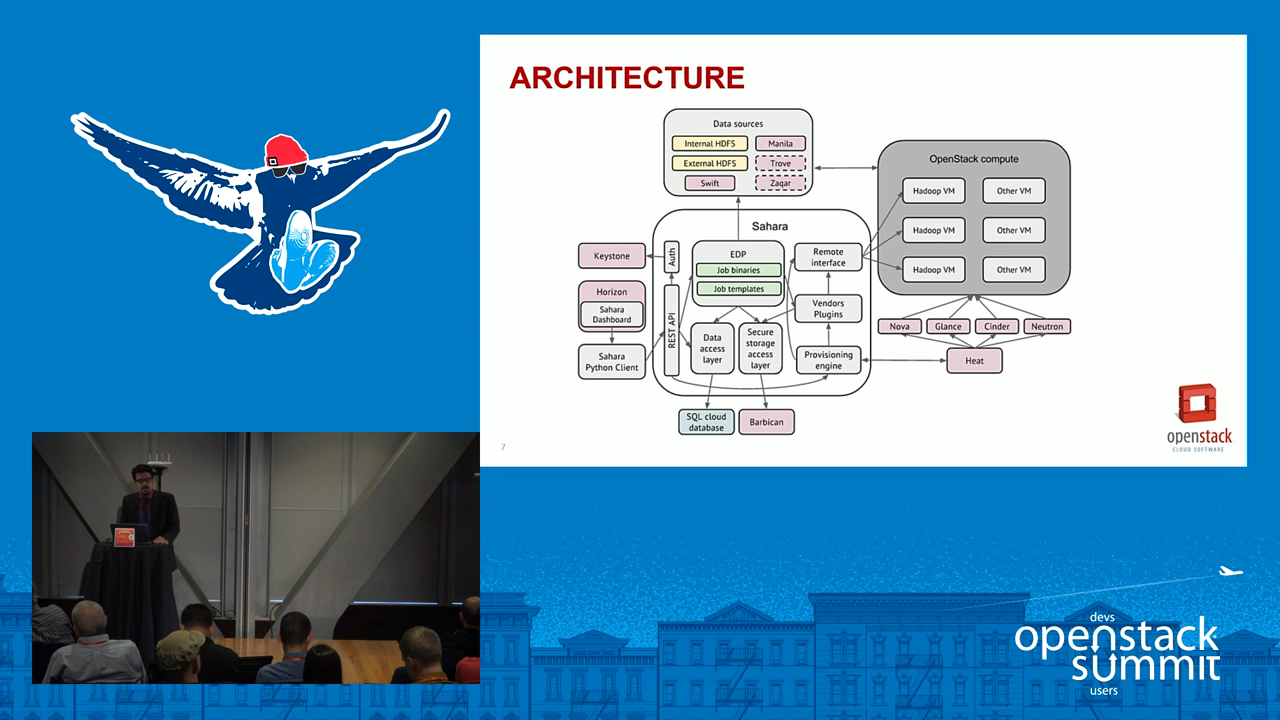 ARCHITECTURE
Data sources
Internal HDFS
Manila
External HDFS
Trove
Swift
Zaqar
OpenStack compute
Hadoop VM
Other VM
Hadoop VM
Other VM
Hadoop VM
Other VM
Sahara
Keystone
Auth
EDP
Job binaries
Job templates
Remote
interface
Horizon
Sahara
Dashboard
REST API
Vendors
Plugins
Sahara
Python Client
Data
access
layer
Secure
storage
access
layer
Provisioning
engine
Nova
Glance
Cinder
Neutron
Heat
SQL cloud
database
Barbican
openstack
CLOUD SOFTWARE
7
devs
openstack
summit
users